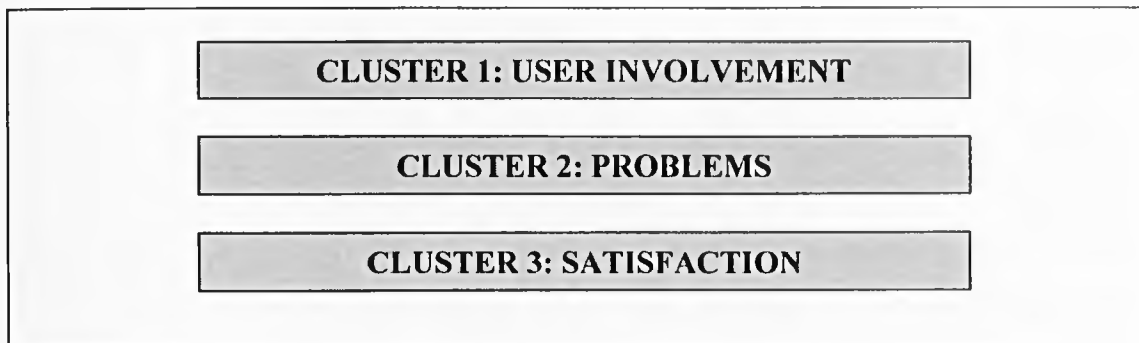 CLUSTER 1: USER INVOLVEMENT
CLUSTER 2: PROBLEMS
CLUSTER 3: SATISFACTION